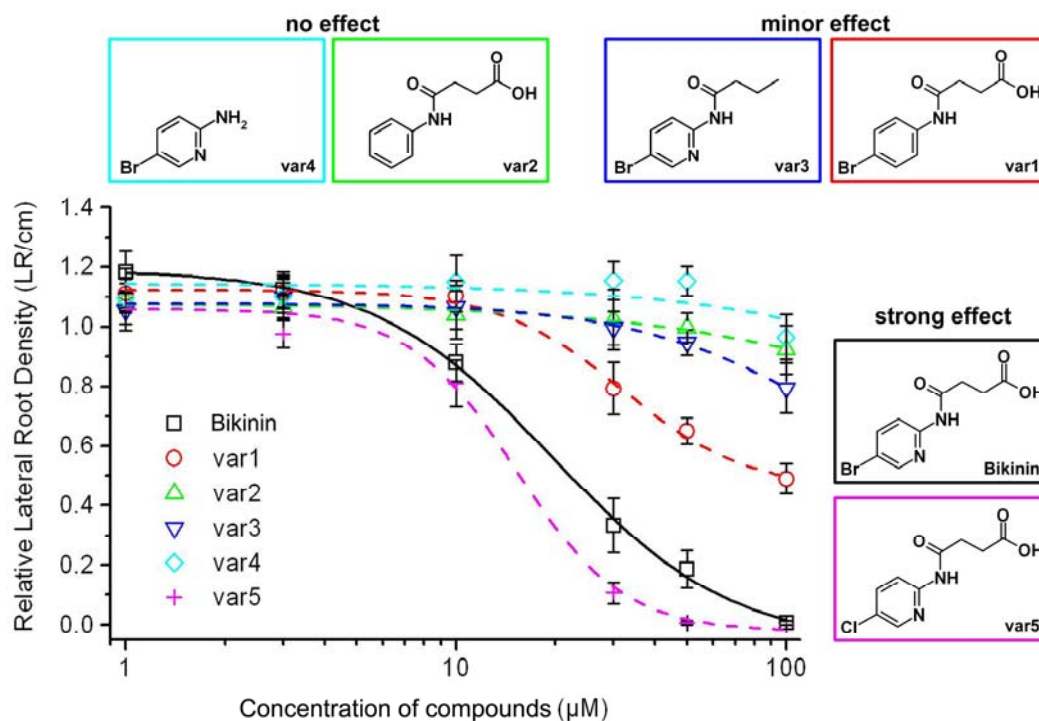 no effect
minor effect
NH2
Br
N
var4
O
O
OH
NH
var2
O
NH
Br
N
var3
O
O
OH
NH
Br
var1
Relative Lateral Root Density (LR/cm)
1.4
1.2
1.0
0.8
0.6
0.4
0.2
0.0
Bikinin
var1
var2
var3
var4
var5
1
10
100
Concentration of compounds (µM)
strong effect
O
O
OH
NH
Br
N
Bikinin
O
O
OH
NH
Cl
N
var5